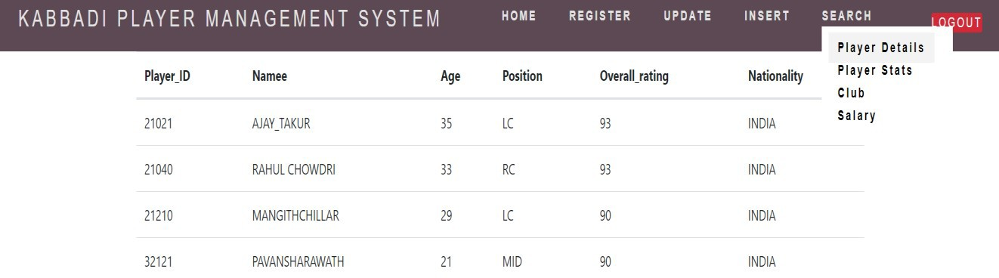 KABBADI PLAYER MANAGEMENT SYSTEM HOME REGISTER UPDATE INSERT SEARCH LOGOUT
Player Details
Player Stats
Club
Salary
Player_ID Namee Age Position Overall_rating Nationality
21021 AJAY_TAKUR 35 LC 93 INDIA
21040 RAHUL CHOWDRI 33 RC 93 INDIA
21210 MANGITHCHILLAR 29 LC 90 INDIA
32121 PAVANSHARAWATH 21 MID 90 INDIA